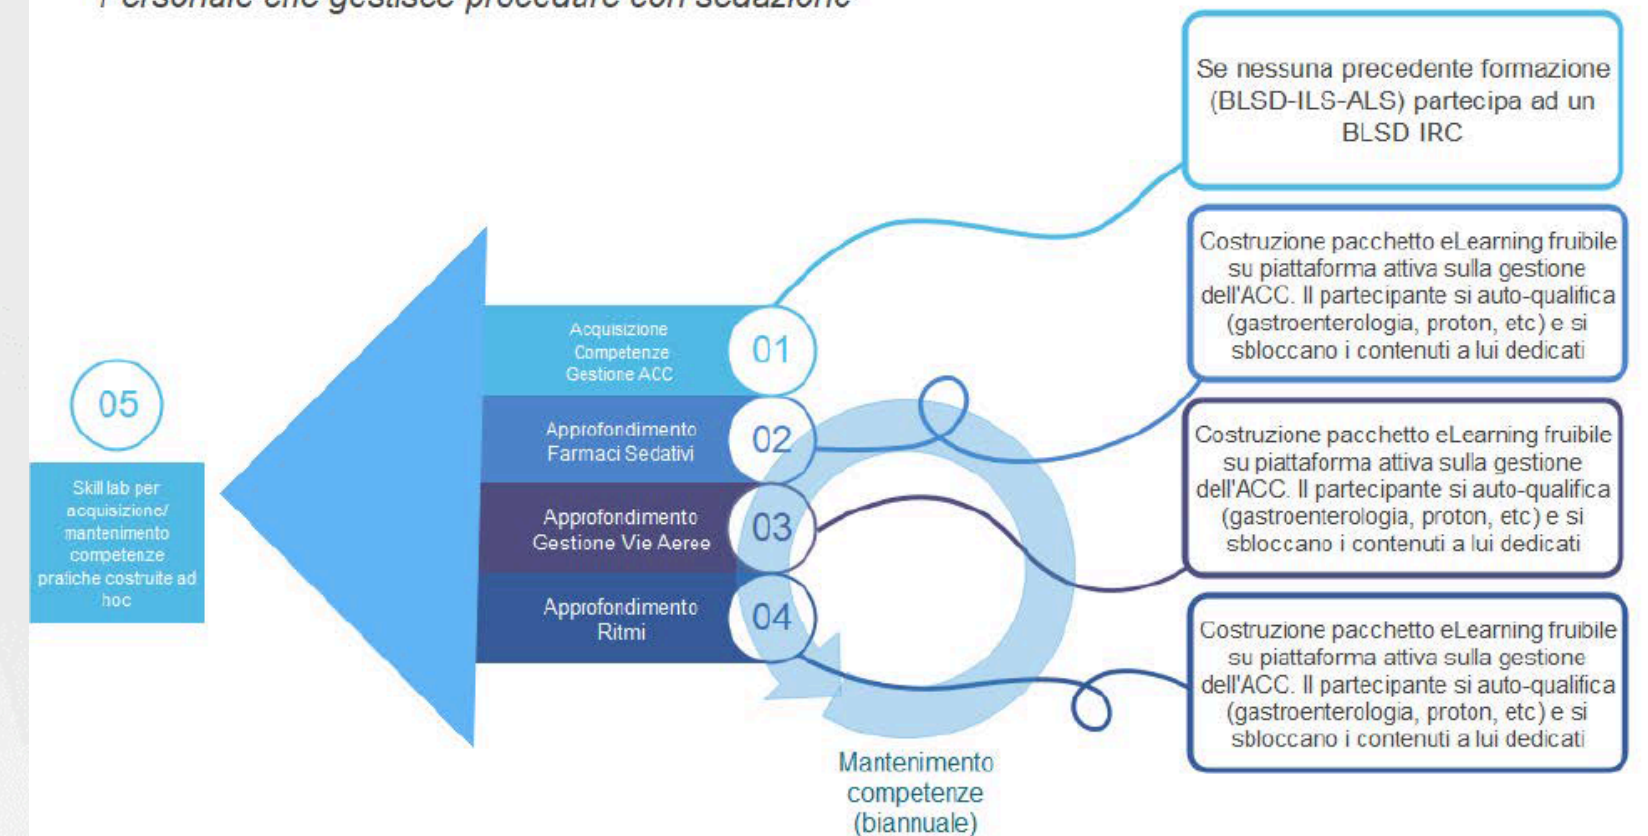 Personale che gestisce procedure con sedazione
Se nessuna precedente formazione
(BLSD-ILS-ALS) partecipa ad un
BLSD IRC
Costruzione pacchetto eLearning fruibile
su piattaforma attiva sulla gestione
dell'ACC. Il partecipante si auto-qualifica
(gastroenterologia, proton, etc) e si
sbloccano i contenuti a lui dedicati
Costruzione pacchetto eLearning fruibile
su piattaforma attiva sulla gestione
dell'ACC. Il partecipante si auto-qualifica
(gastroenterologia, proton, etc) e si
sbloccano i contenuti a lui dedicati
Costruzione pacchetto eLearning fruibile
su piattaforma attiva sulla gestione
dell'ACC. Il partecipante si auto-qualifica
(gastroenterologia, proton, etc) e si
sbloccano i contenuti a lui dedicati
Acquisizione
Competenze
Gestione ACC
01
Approfondimento
Farmaci Sedativi
02
Approfondimento
Gestione Vie Aeree
03
Approfondimento
Ritmi
04
05
Skill lab per
acquisizione/
mantenimento
competenze
pratiche costruite ad
hoc
Mantenimento
competenze
(biannuale)